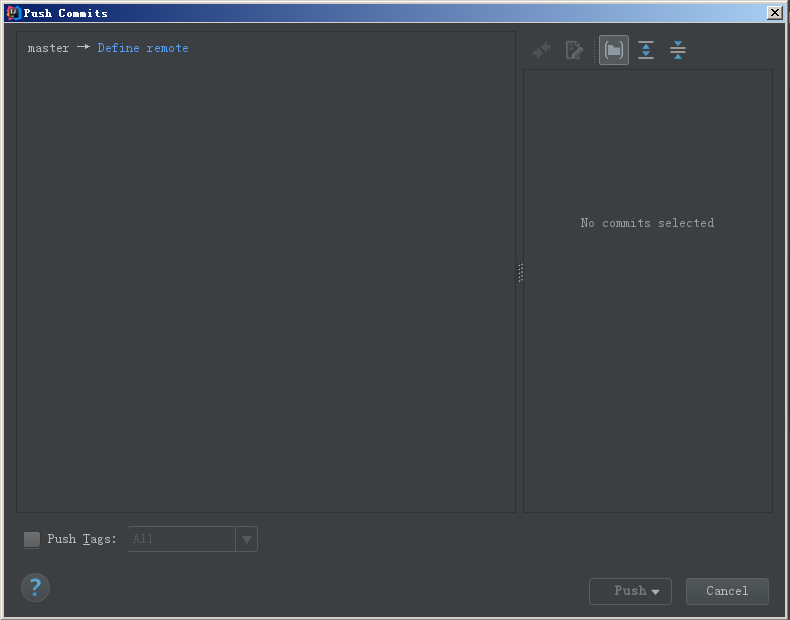 Push Commits
master → Define remote
No commits selected
Push Tags: All
?
Push
Cancel